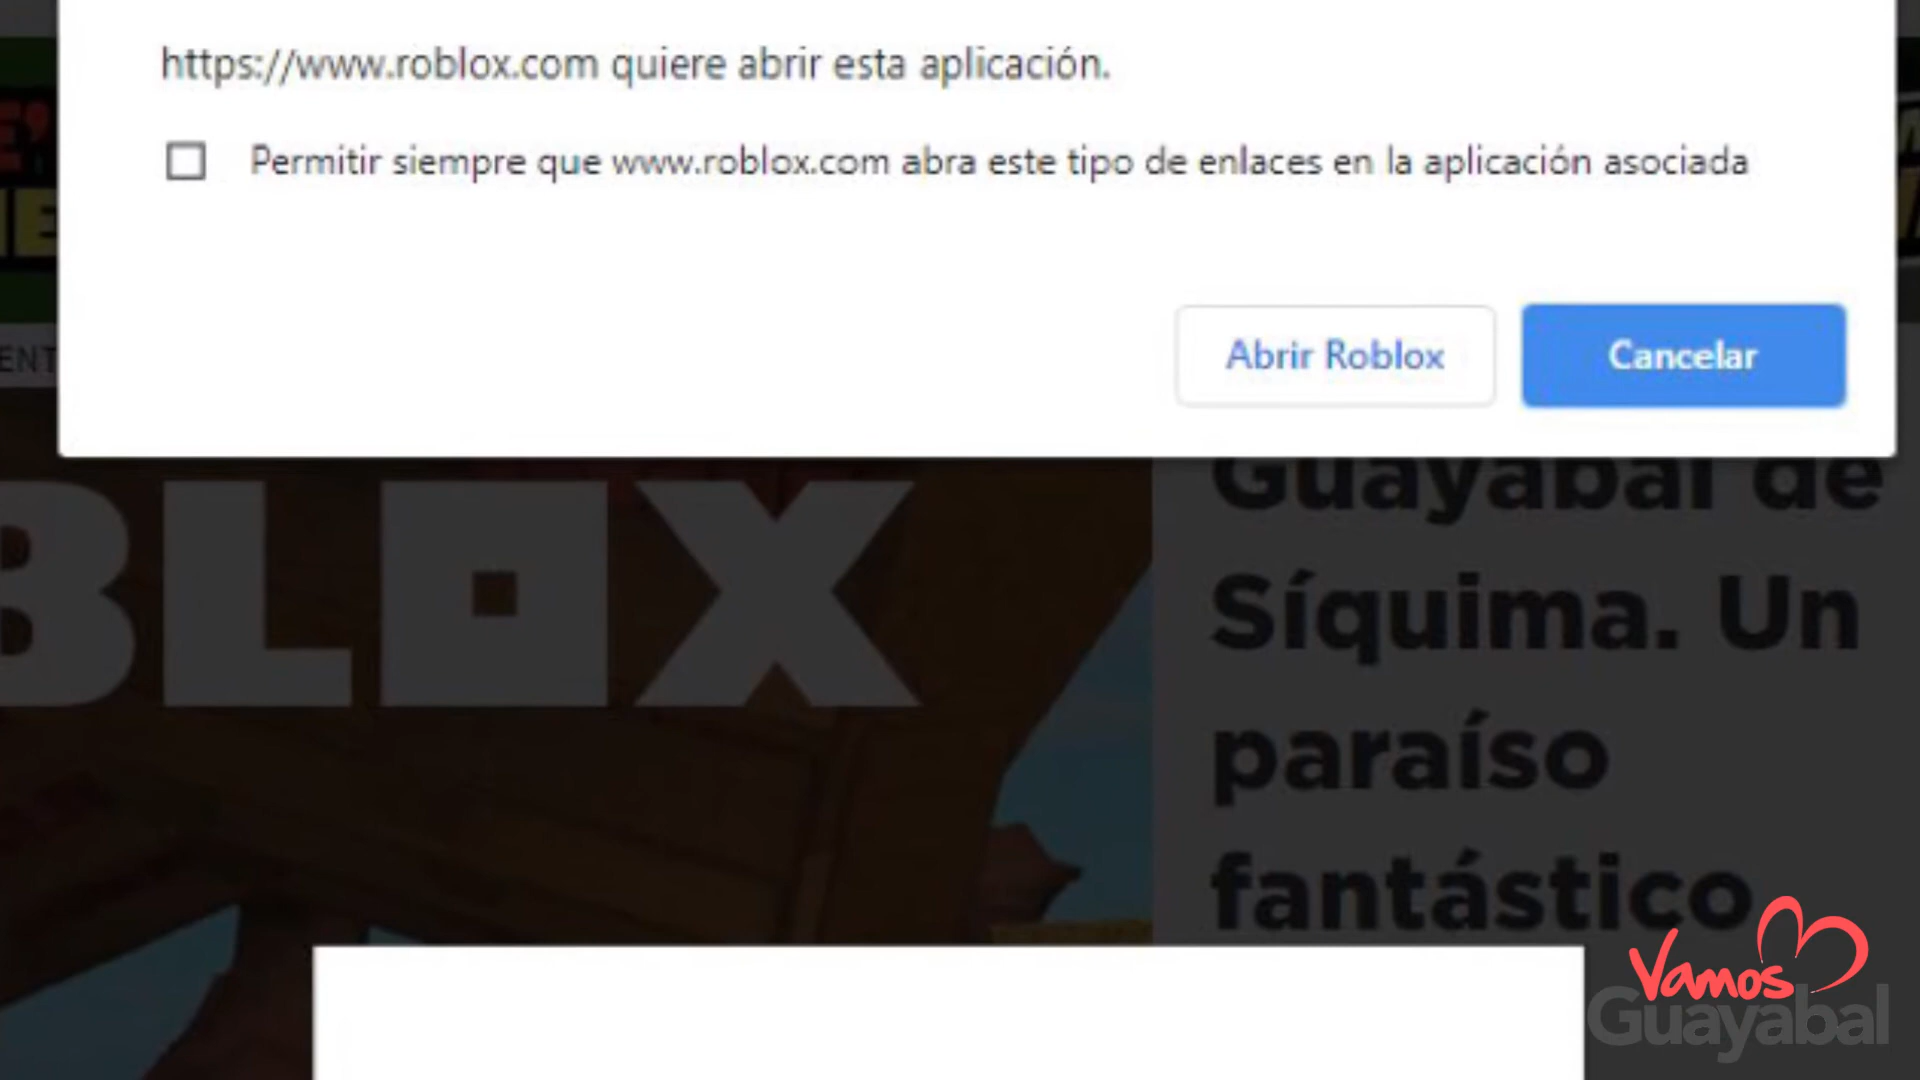 https://www.roblox.com quiere abrir esta aplicación.
Permitir siempre que www.roblox.com abra este tipo de enlaces en la aplicación asociada
Abrir Roblox
Cancelar
ENT
BLOX
Guayabal de
Síquima. Un
paraíso
fantástico
Vamos
Guayabal